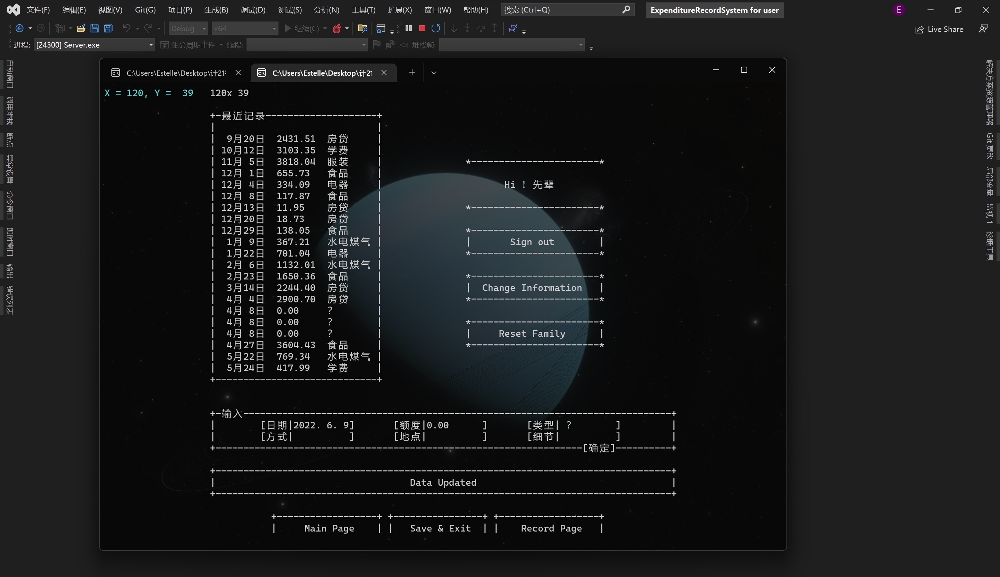 文件(F) 编辑(E) 视图(V) Git(G) 项目(P) 生成(B) 调试(D) 测试(S) 分析(N) 工具(T) 扩展(X) 窗口(W) 帮助(H) 搜索 (Ctrl+Q) ExpenditureRecordSystem for user E
Debug x64 继续(C) Live Share
进程: [24300] Server.exe 生命周期事件 线程: 堆栈帧:
自动窗口
调用堆栈
断点
异常设置
命令窗口
即时窗口
输出
错误列表
C:\Users\Estelle\Desktop\计21 C:\Users\Estelle\Desktop\计21
X = 120, Y =  39   120x 39
+-最近记录--------------------+
9月20日 2431.51 房贷
10月12日 3103.35 学费
11月 5日 3818.04 服装
12月 1日 655.73 食品
12月 4日 334.09 电器
12月 8日 117.87 食品
12月13日 11.95 房贷
12月20日 18.73 房贷
12月29日 138.05 食品
1月 9日 367.21 水电煤气
1月22日 701.04 电器
2月 6日 1132.01 水电煤气
2月23日 1650.36 食品
3月14日 2244.40 房贷
4月 4日 2900.70 房贷
4月 8日 0.00 ?
4月 8日 0.00 ?
4月 8日 0.00 ?
4月27日 3604.43 食品
5月22日 769.34 水电煤气
5月24日 417.99 学费
Hi ! 先辈
Sign out
Change Information
Reset Family
输入
[日期|2022. 6. 9] [额度|0.00 ] [类型| ? ]
[方式| ] [地点| ] [细节| ]
[确定]
Data Updated
Main Page | | Save & Exit | | Record Page
解决方案资源管理器
Git 更改
局部变量
监视 1
诊断工具